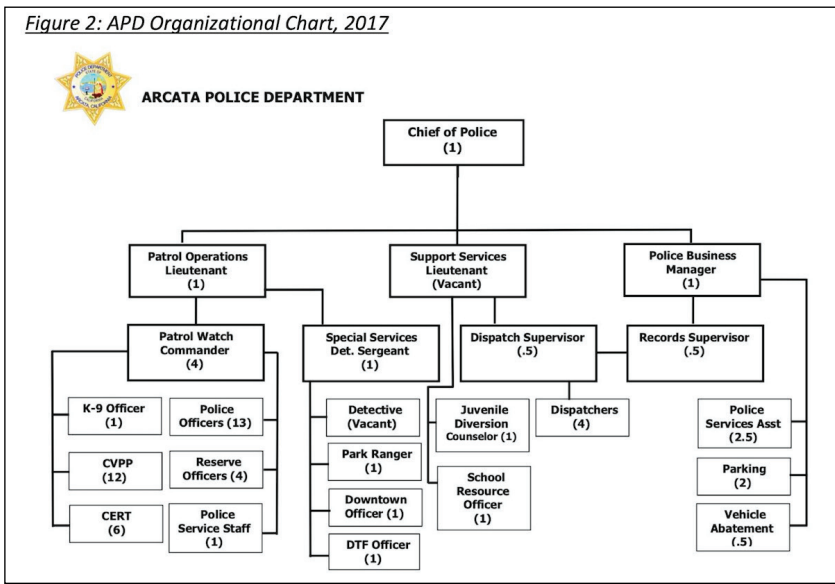 Figure 2: APD Organizational Chart, 2017
ARCATA POLICE DEPARTMENT
Chief of Police
(1)
Patrol Operations
Lieutenant
(1)
Support Services
Lieutenant
(Vacant)
Police Business
Manager
(1)
Patrol Watch
Commander
(4)
Special Services
Det. Sergeant
(1)
Dispatch Supervisor
(.5)
Records Supervisor
(.5)
K-9 Officer
(1)
Police
Officers (13)
CVPP
(12)
Reserve
Officers (4)
CERT
(6)
Police
Service Staff
(1)
Detective
(Vacant)
Park Ranger
(1)
Downtown
Officer (1)
DTF Officer
(1)
Juvenile
Diversion
Counselor (1)
School
Resource
Officer
(1)
Dispatchers
(4)
Police
Services Asst
(2.5)
Parking
(2)
Vehicle
Abatement
(.5)